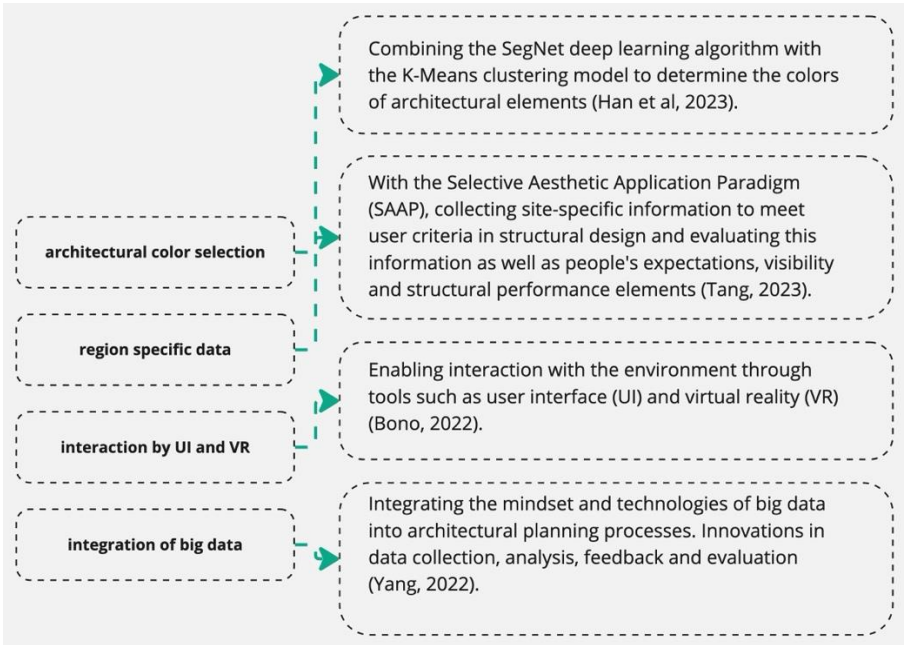 Combining the SegNet deep learning algorithm with
the K-Means clustering model to determine the colors
of architectural elements (Han et al, 2023).
With the Selective Aesthetic Application Paradigm
(SAAP), collecting site-specific information to meet
user criteria in structural design and evaluating this
information as well as people's expectations, visibility
and structural performance elements (Tang, 2023).
architectural color selection
region specific data
Enabling interaction with the environment through
tools such as user interface (UI) and virtual reality (VR)
(Bono, 2022).
interaction by UI and VR
Integrating the mindset and technologies of big data
into architectural planning processes. Innovations in
data collection, analysis, feedback and evaluation
(Yang, 2022).
integration of big data